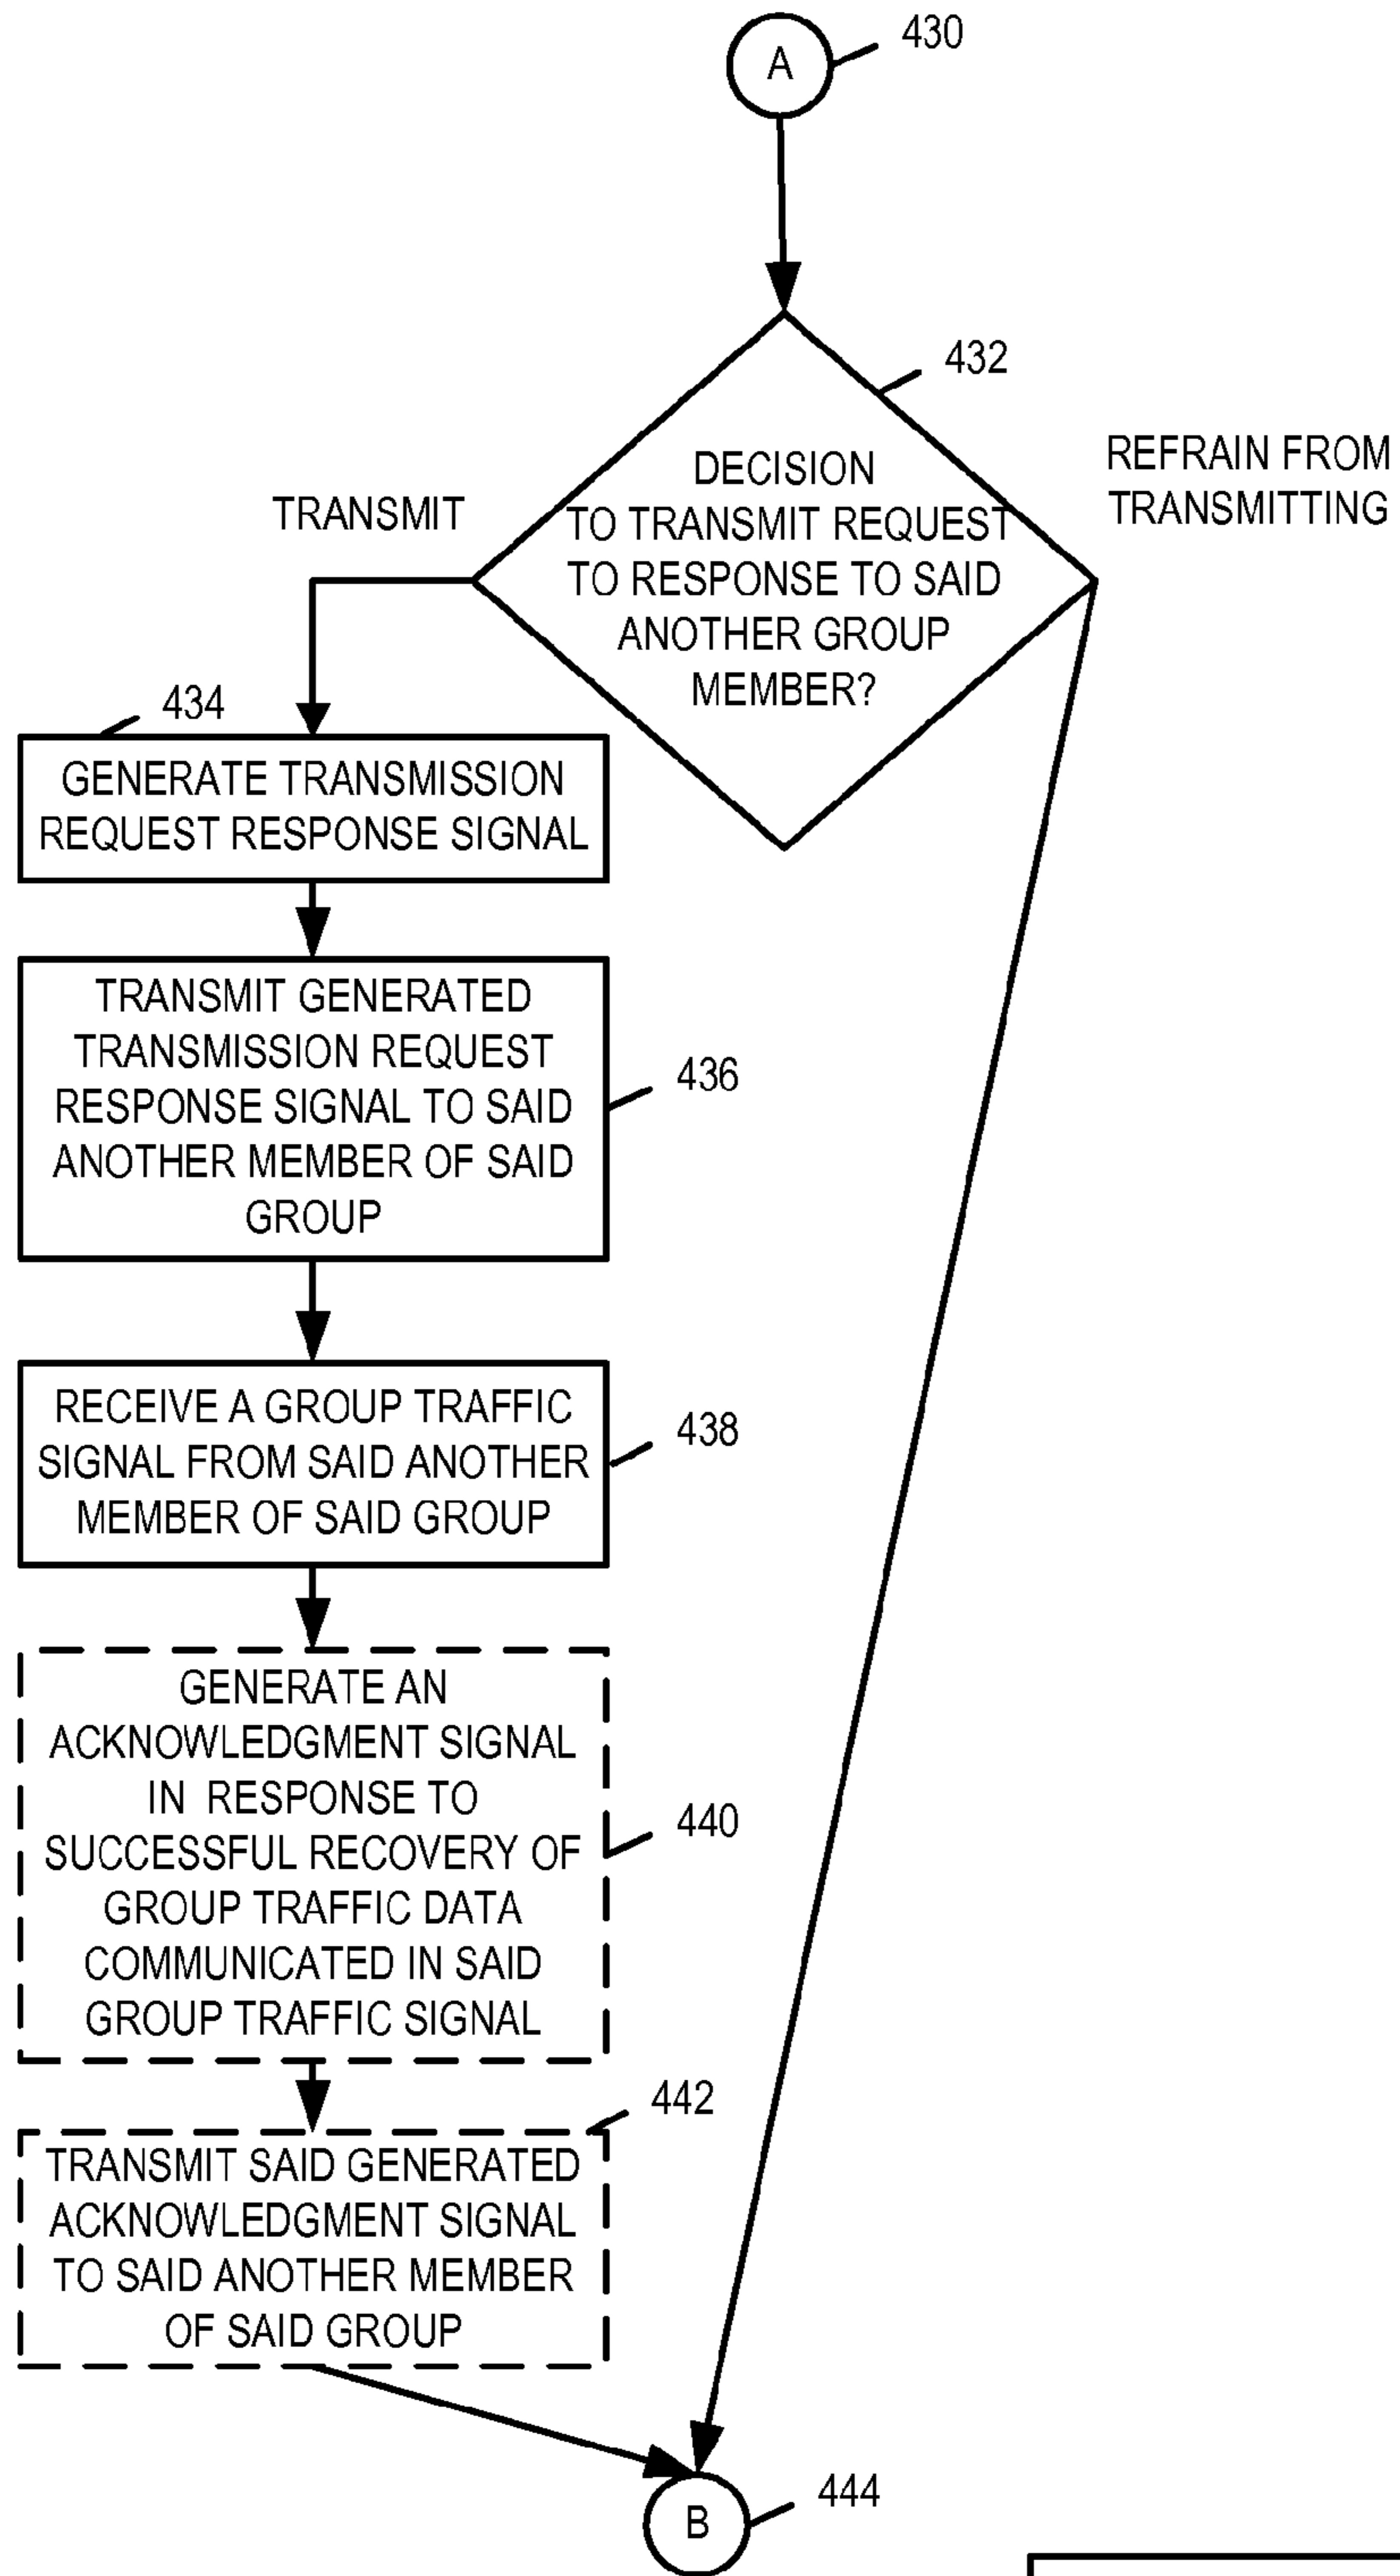 A
430
432
DECISION
TO TRANSMIT REQUEST
TO RESPONSE TO SAID
ANOTHER GROUP
MEMBER?
TRANSMIT
REFRAIN FROM
TRANSMITTING
434
GENERATE TRANSMISSION
REQUEST RESPONSE SIGNAL
TRANSMIT GENERATED
TRANSMISSION REQUEST
RESPONSE SIGNAL TO SAID
ANOTHER MEMBER OF SAID
GROUP
436
RECEIVE A GROUP TRAFFIC
SIGNAL FROM SAID ANOTHER
MEMBER OF SAID GROUP
438
GENERATE AN
ACKNOWLEDGMENT SIGNAL
IN RESPONSE TO
SUCCESSFUL RECOVERY OF
GROUP TRAFFIC DATA
COMMUNICATED IN SAID
GROUP TRAFFIC SIGNAL
440
442
TRANSMIT SAID GENERATED
ACKNOWLEDGMENT SIGNAL
TO SAID ANOTHER MEMBER
OF SAID GROUP
B
444